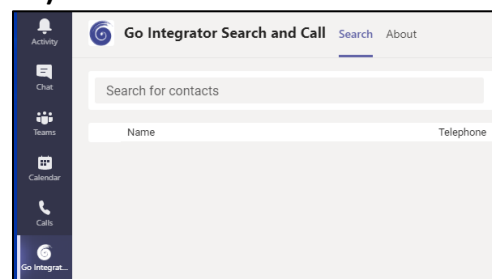 Activity
Go Integrator Search and Call Search About
Chat
Search for contacts
Teams
Name Telephone
Calendar
Calls
Go Integrat...